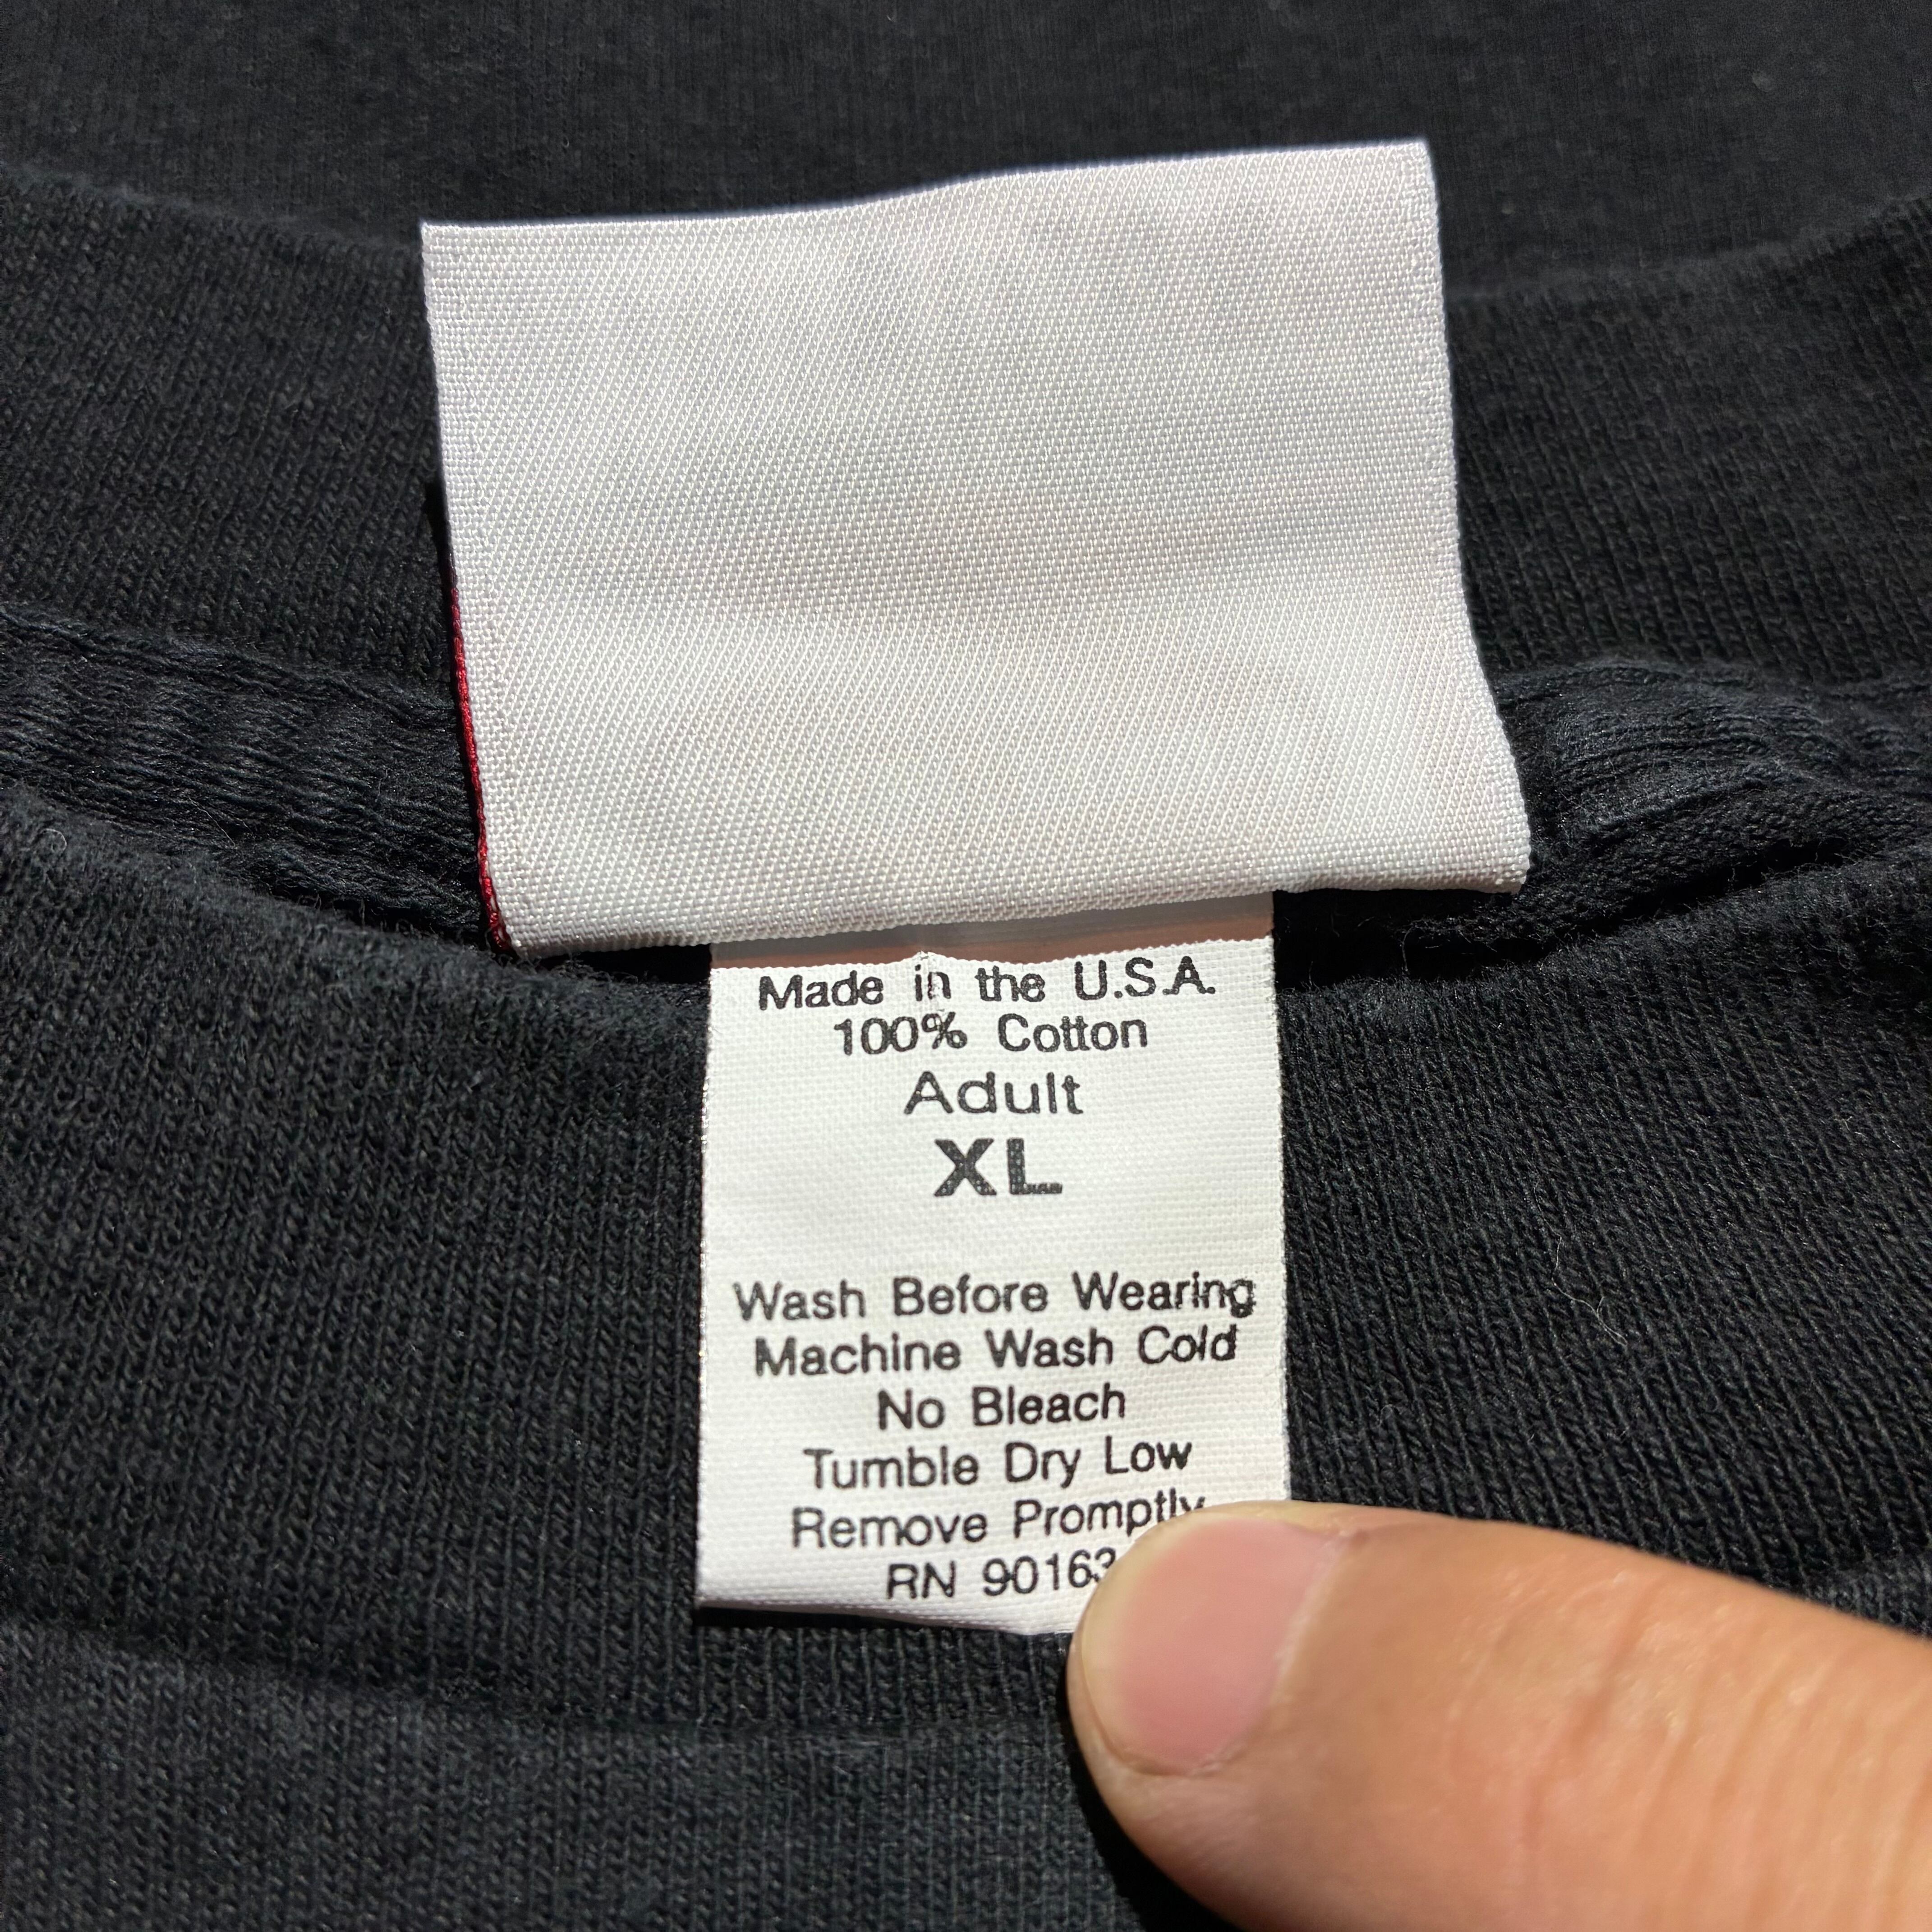 Made in the U.S.A.
100% Cotton
Adult
XL
Wash Before Wearing
Machine Wash Cold
No Bleach
Tumble Dry Low
Remove Promptly
RN 90163